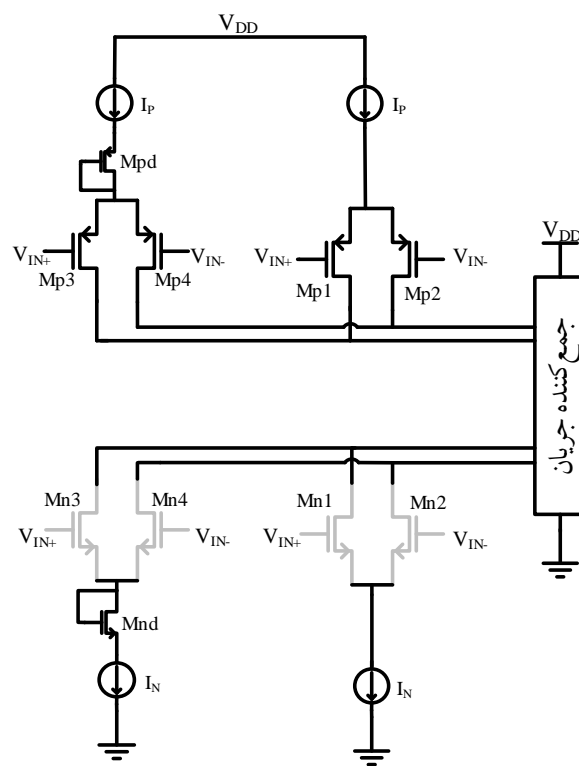 VDD
IP
IP
Mpd
VIN+
VIN-
VIN+
VIN-
Mp3
Mp4
Mp1
Mp2
VDD
جمع کننده جریان
Mn3
Mn4
Mn1
Mn2
VIN+
VIN-
VIN+
VIN-
Mnd
IN
IN